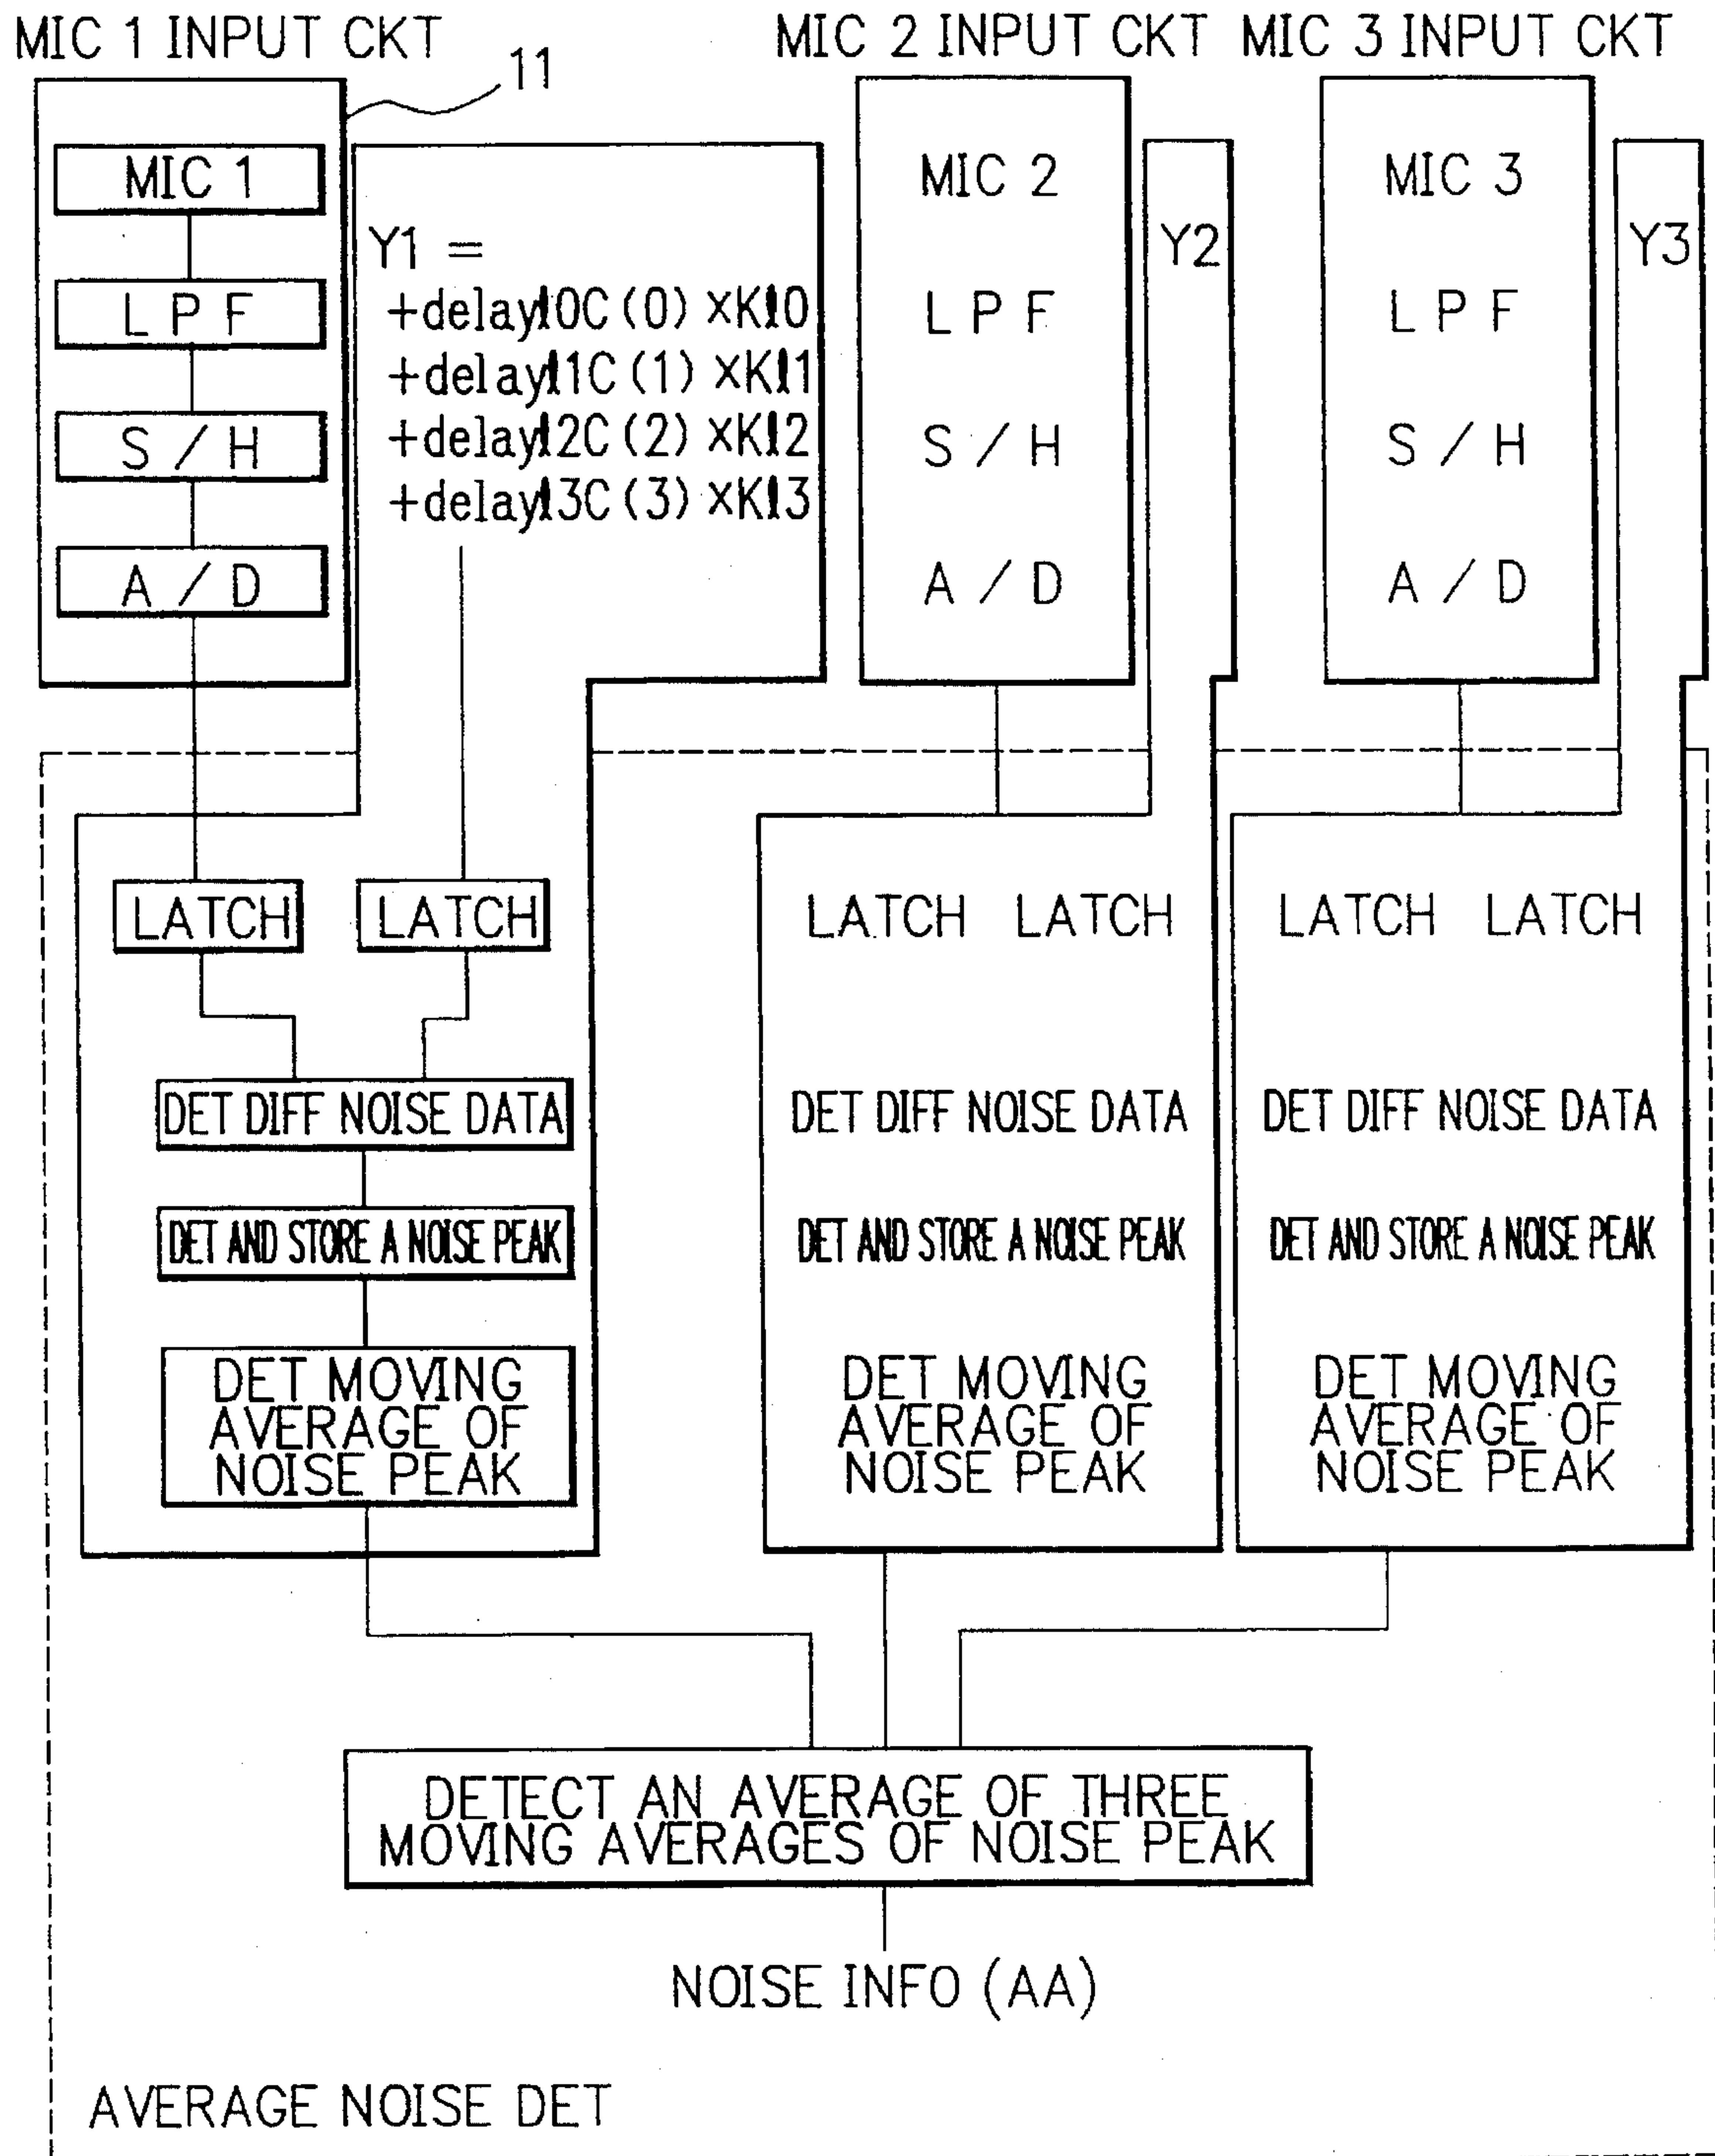 MIC 1 INPUT CKT
11
MIC 1
L P F
S / H
A / D
Y1 =
+delay10C (0) ×K10
+delay11C (1) ×K11
+delay12C (2) ×K12
+delay13C (3) ×K13
MIC 2 INPUT CKT
MIC 2
L P F
S / H
A / D
Y2
MIC 3 INPUT CKT
MIC 3
L P F
S / H
A / D
Y3
LATCH LATCH
DET DIFF NOISE DATA
DET AND STORE A NOISE PEAK
DET MOVING
AVERAGE OF
NOISE PEAK
LATCH LATCH
DET DIFF NOISE DATA
DET AND STORE A NOISE PEAK
DET MOVING
AVERAGE OF
NOISE PEAK
LATCH LATCH
DET DIFF NOISE DATA
DET AND STORE A NOISE PEAK
DET MOVING
AVERAGE OF
NOISE PEAK
DETECT AN AVERAGE OF THREE
MOVING AVERAGES OF NOISE PEAK
NOISE INFO (AA)
AVERAGE NOISE DET